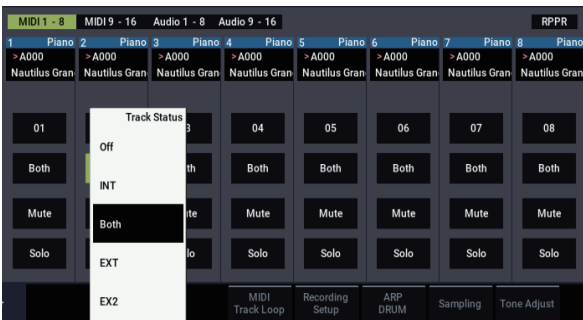 MIDI 1 - 8 MIDI 9 - 16 Audio 1 - 8 Audio 9 - 16 RPPR
1 Piano 2 Piano 3 Piano 4 Piano 5 Piano 6 Piano 7 Piano 8 Piano
>A000 >A000 >A000 >A000 >A000 >A000 >A000 >A000
Nautilus Gran Nautilus Gran Nautilus Gran Nautilus Gran Nautilus Gran Nautilus Gran Nautilus Gran Nautilus Gran
Track Status
Off
INT
Both
EXT
EX2
01 3 04 05 06 07 08
Both th Both Both Both Both Both
Mute te Mute Mute Mute Mute Mute
Solo lo Solo Solo Solo Solo Solo
MIDI Track Loop
Recording Setup
ARP DRUM
Sampling
Tone Adjust